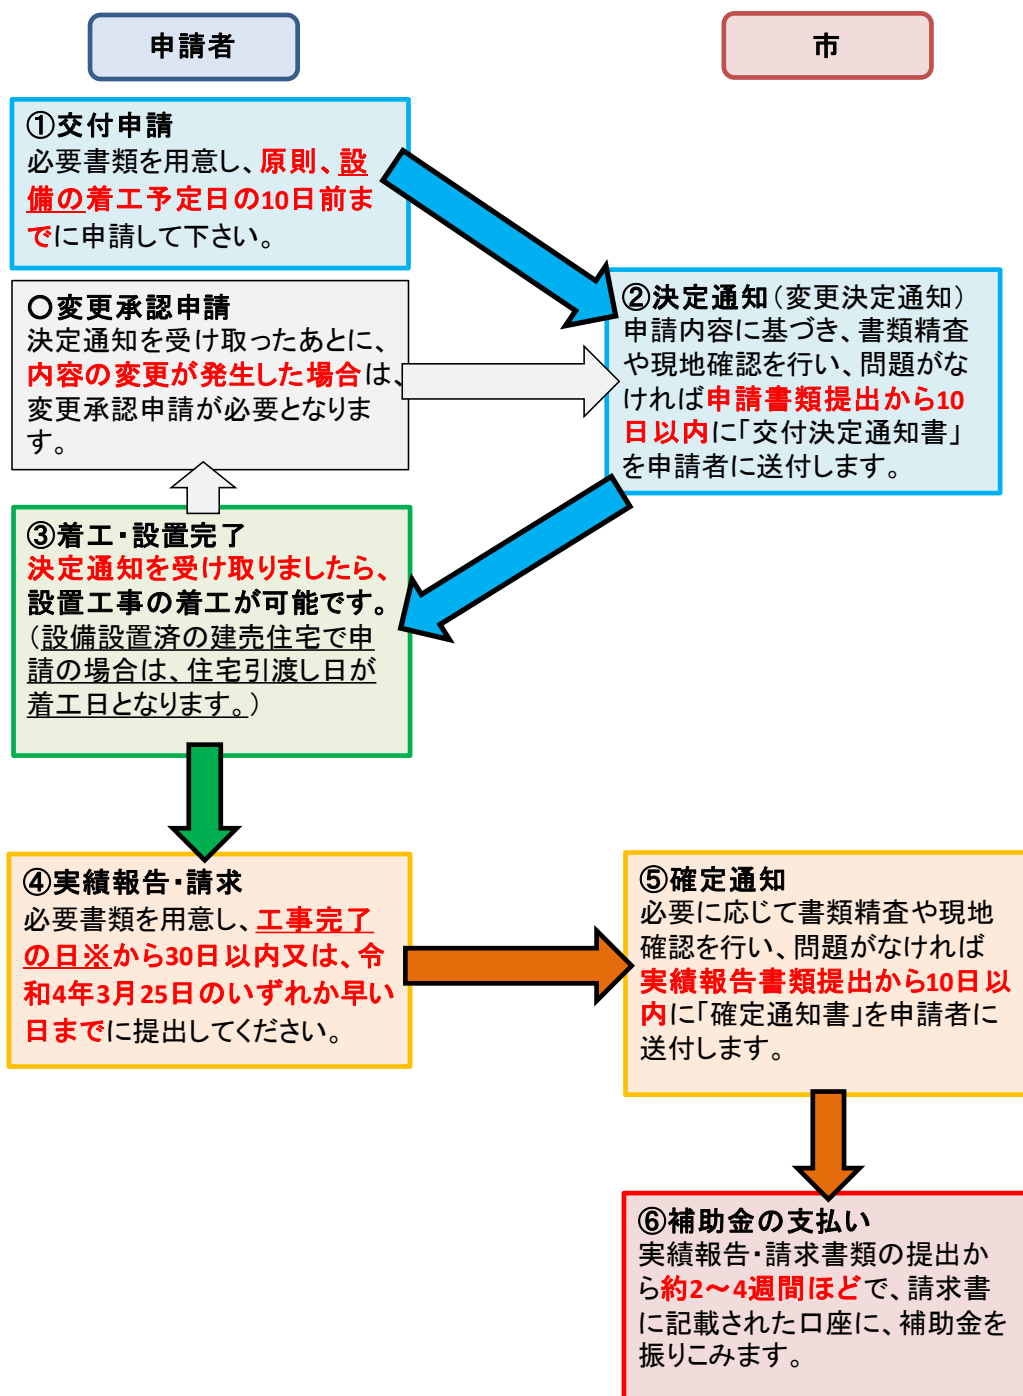 申請者
市
①交付申請
必要書類を用意し、原則、設
備の着工予定日の10日前ま
でに申請して下さい。
〇変更承認申請
決定通知を受け取ったあとに、
内容の変更が発生した場合は、
変更承認申請が必要となりま
す。
②決定通知(変更決定通知)
申請内容に基づき、書類精査
や現地確認を行い、問題がな
ければ申請書類提出から10
日以内に「交付決定通知書」
を申請者に送付します。
③着工・設置完了
決定通知を受け取りましたら、
設置工事の着工が可能です。
(設備設置済の建売住宅で申
請の場合は、住宅引渡し日が
着工日となります。)
④実績報告・請求
必要書類を用意し、工事完了
の日※から30日以内又は、令
和4年3月25日のいずれか早い
日までに提出してください。
⑤確定通知
必要に応じて書類精査や現地
確認を行い、問題がなければ
実績報告書類提出から10日以
内に「確定通知書」を申請者に
送付します。
⑥補助金の支払い
実績報告・請求書類の提出か
ら約2～4週間ほどで、請求書
に記載された口座に、補助金を
振りこみます。